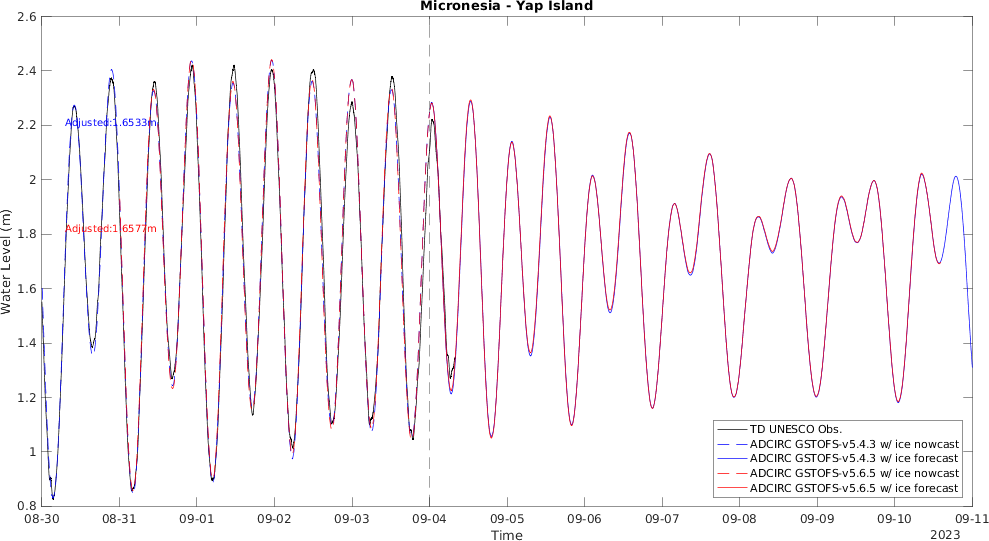 Micronesia - Yap Island
2.6
2.4
2.2
2
1.8
1.6
1.4
1.2
1
0.8
Water Level (m)
Adjusted:1.6533m
Adjusted:1.6577m
TD UNESCO Obs.
ADCIRC GSTOFS-v5.4.3 w/ ice nowcast
ADCIRC GSTOFS-v5.4.3 w/ ice forecast
ADCIRC GSTOFS-v5.6.5 w/ ice nowcast
ADCIRC GSTOFS-v5.6.5 w/ ice forecast
08-30 08-31 09-01 09-02 09-03 09-04 09-05 09-06 09-07 09-08 09-09 09-10 09-11
Time
2023